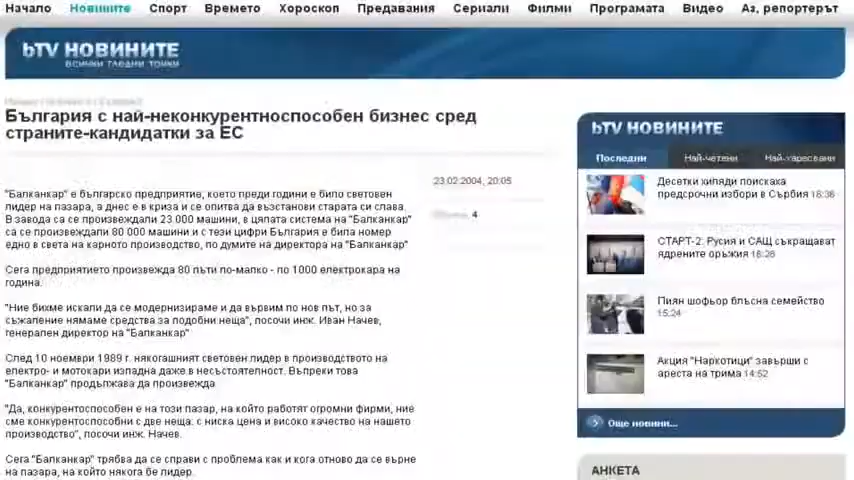 Начало Новините Спорт Времето Хороскоп Предавания Сериали Филми Програмата Видео Аз, репортерът
bTV НОВИНИТЕ
ВСИЧКИ ГЛЕДНИ ТОЧКИ
България с най-неконкурентноспособен бизнес сред
страните-кандидатки за ЕС
23.02.2004, 20:05
4
"Балканкар" е българско предприятие, което преди години е било световен
лидер на пазара, а днес е в криза и се опитва да възстанови старата си слава.
В завода са се произвеждали 23.000 машини, в цялата система на "Балканкар"
са се произвеждали 80 000 машини и с тези цифри България е била номер
едно в света на карното производство, по думите на директора на "Балканкар"
Сега предприятието произвежда 80 пъти по-малко - по 1000 електрокара на
година.
"Ние бихме искали да се модернизираме и да вървим по нов път, но за
съжаление нямаме средства за подобни неща", посочи инж. Иван Начев,
генерален директор на "Балканкар"
След 10 ноември 1989 г. някогашният световен лидер в производството на
електро- и мотокари изпадна даже в несъстоятелност. Въпреки това
"Балканкар" продължава да произвежда
"Да, конкурентоспособен е на този пазар, на който работят огромни фирми, ние
сме конкурентоспособни с две неща: с ниска цена и високо качество на нашето
производство", посочи инж. Начев.
Сега "Балканкар" трябва да се справи с проблема как и кога отново да се върне
на пазара, на който някога бе лидер.
bTV НОВИНИТЕ
Последни Най-четени Най-харесвани
Десетки хиляди поискаха
предсрочни избори в Сърбия 18:36
СТАРТ-2: Русия и САЩ съкращават
ядрените оръжия 16:26
Пиян шофьор блъсна семейство
15:24
Акция "Наркотици" завърши с
ареста на трима 14:52
Още новини...
АНКЕТА